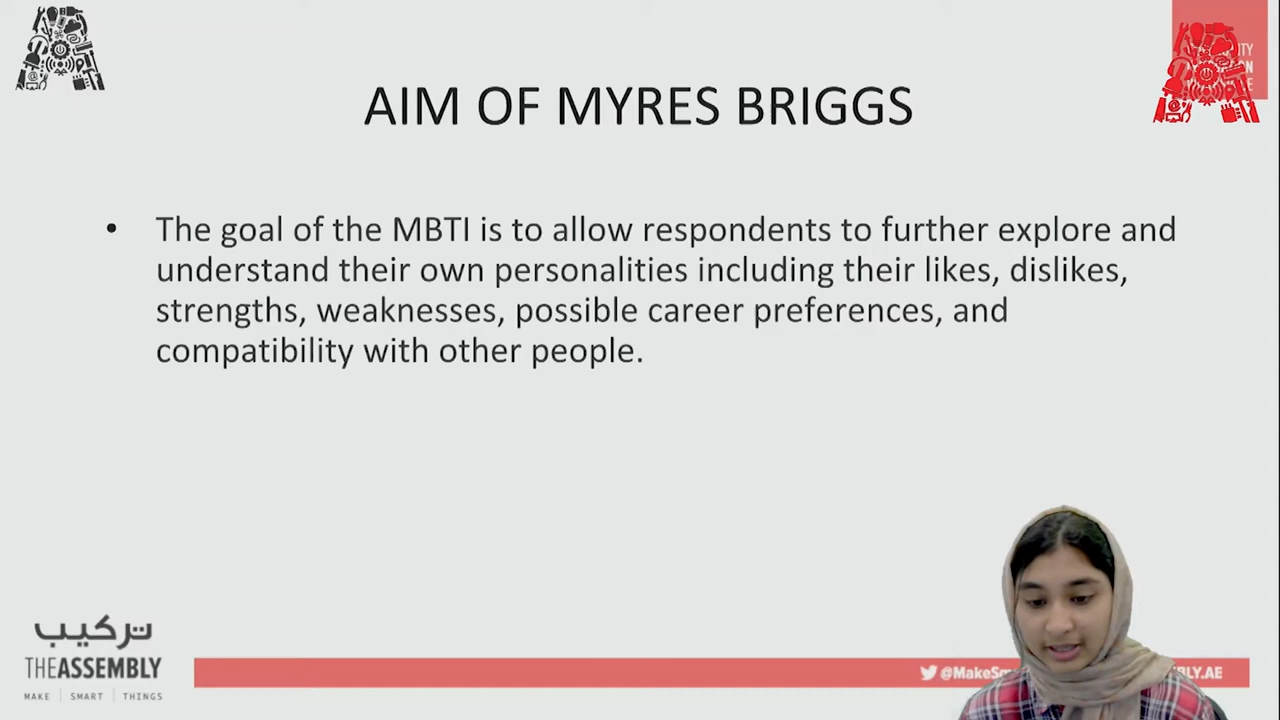 AIM OF MYRES BRIGGS
• The goal of the MBTI is to allow respondents to further explore and
understand their own personalities including their likes, dislikes,
strengths, weaknesses, possible career preferences, and
compatibility with other people.
تركيب
THEASSEMBLY
MAKE | SMART | THINGS